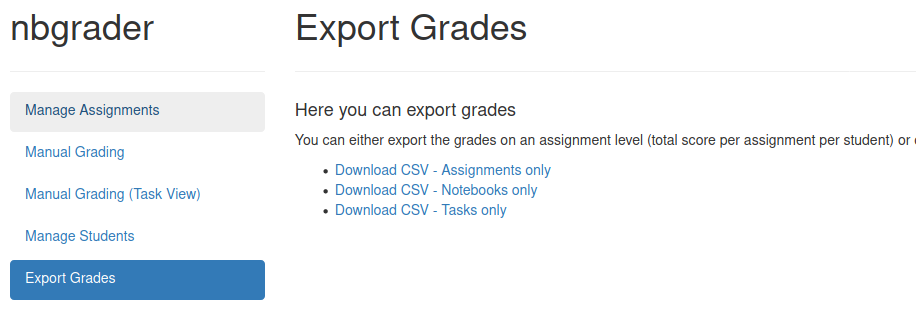 nbgrader
Manage Assignments
Manual Grading
Manual Grading (Task View)
Manage Students
Export Grades
Export Grades
Here you can export grades
You can either export the grades on an assignment level (total score per assignment per student) or
Download CSV - Assignments only
Download CSV - Notebooks only
Download CSV - Tasks only